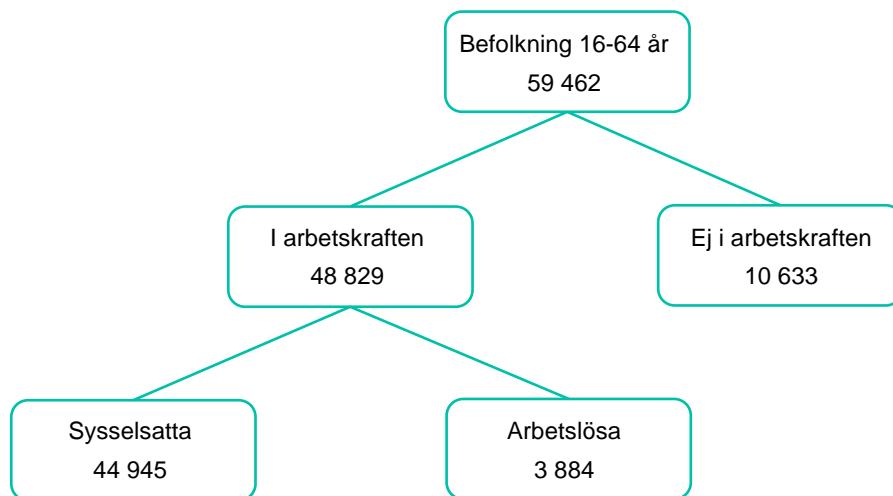 Befolkning 16-64 år
59 462
I arbetskraften
48 829
Ej i arbetskraften
10 633
Sysselsatta
44 945
Arbetslösa
3 884